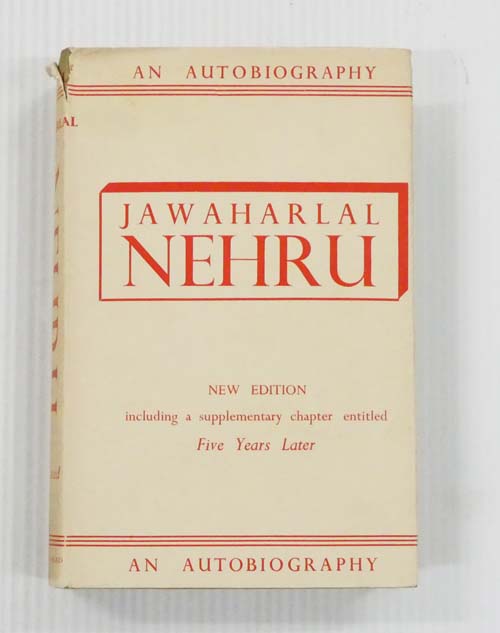 AN AUTOBIOGRAPHY
JAWAHARLAL
NEHRU
NEW EDITION
including a supplementary chapter entitled
Five Years Later
AN AUTOBIOGRAPHY